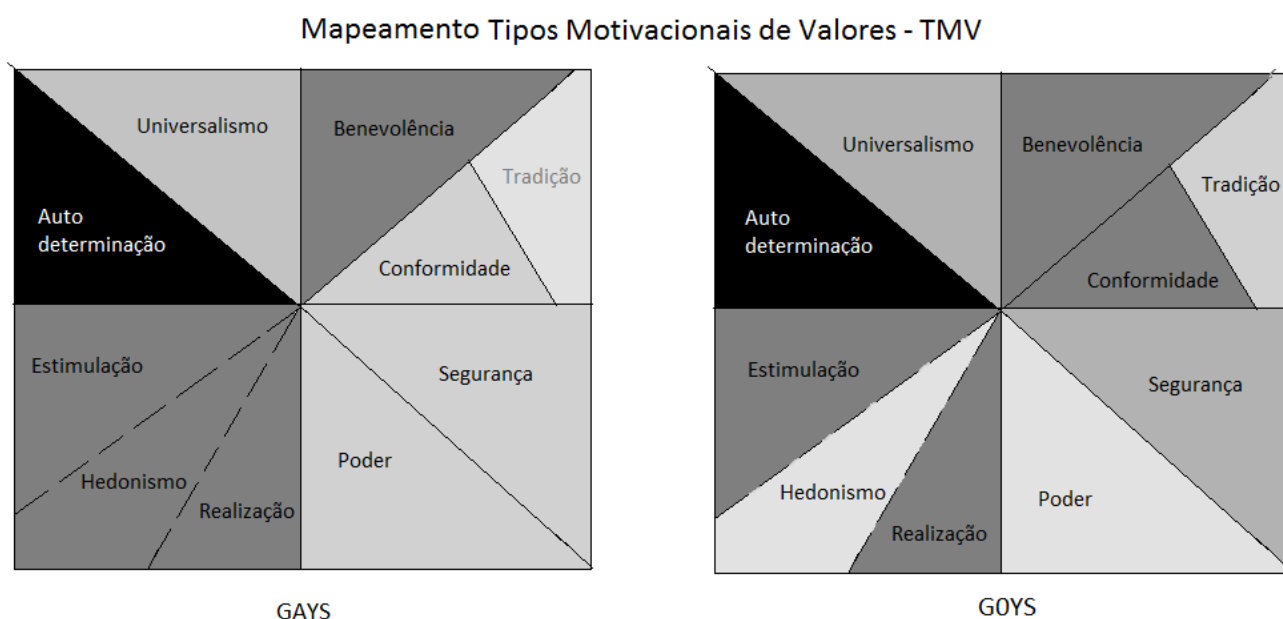 Mapeamento Tipos Motivacionais de Valores - TMV
Universalismo
Benevolência
Tradição
Auto
determinação
Conformidade
Estimulação
Segurança
Hedonismo
Poder
Realização
GAYS
Universalismo
Benevolência
Tradição
Auto
determinação
Conformidade
Estimulação
Segurança
Hedonismo
Poder
Realização
G0YS